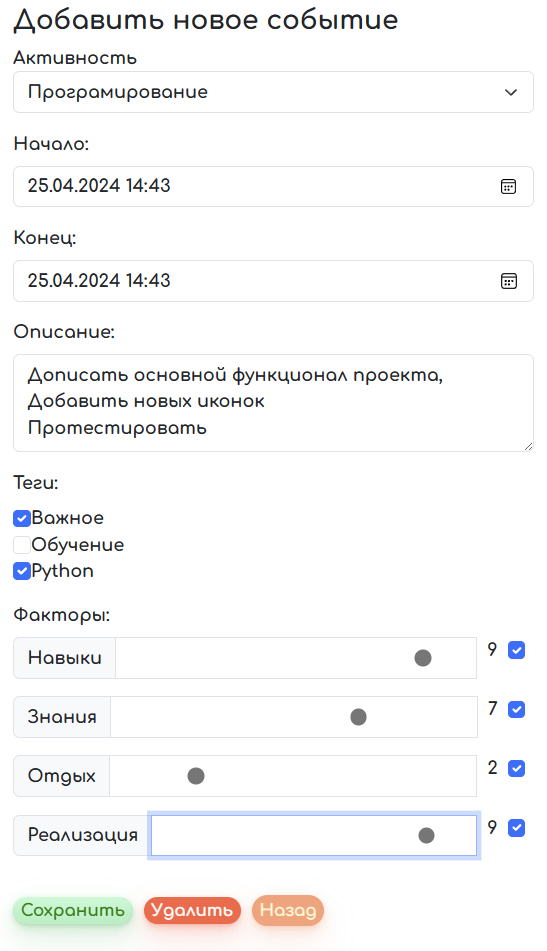 Добавить новое событие
Активность
Програмирование
Начало:
25.04.2024 14:43
Конец:
25.04.2024 14:43
Описание:
Дописать основной функционал проекта,
Добавить новых иконок
Протестировать
Теги:
Важное
Обучение
Python
Факторы:
Навыки 9
Знания 7
Отдых 2
Реализация 9
Сохранить Удалить Назад